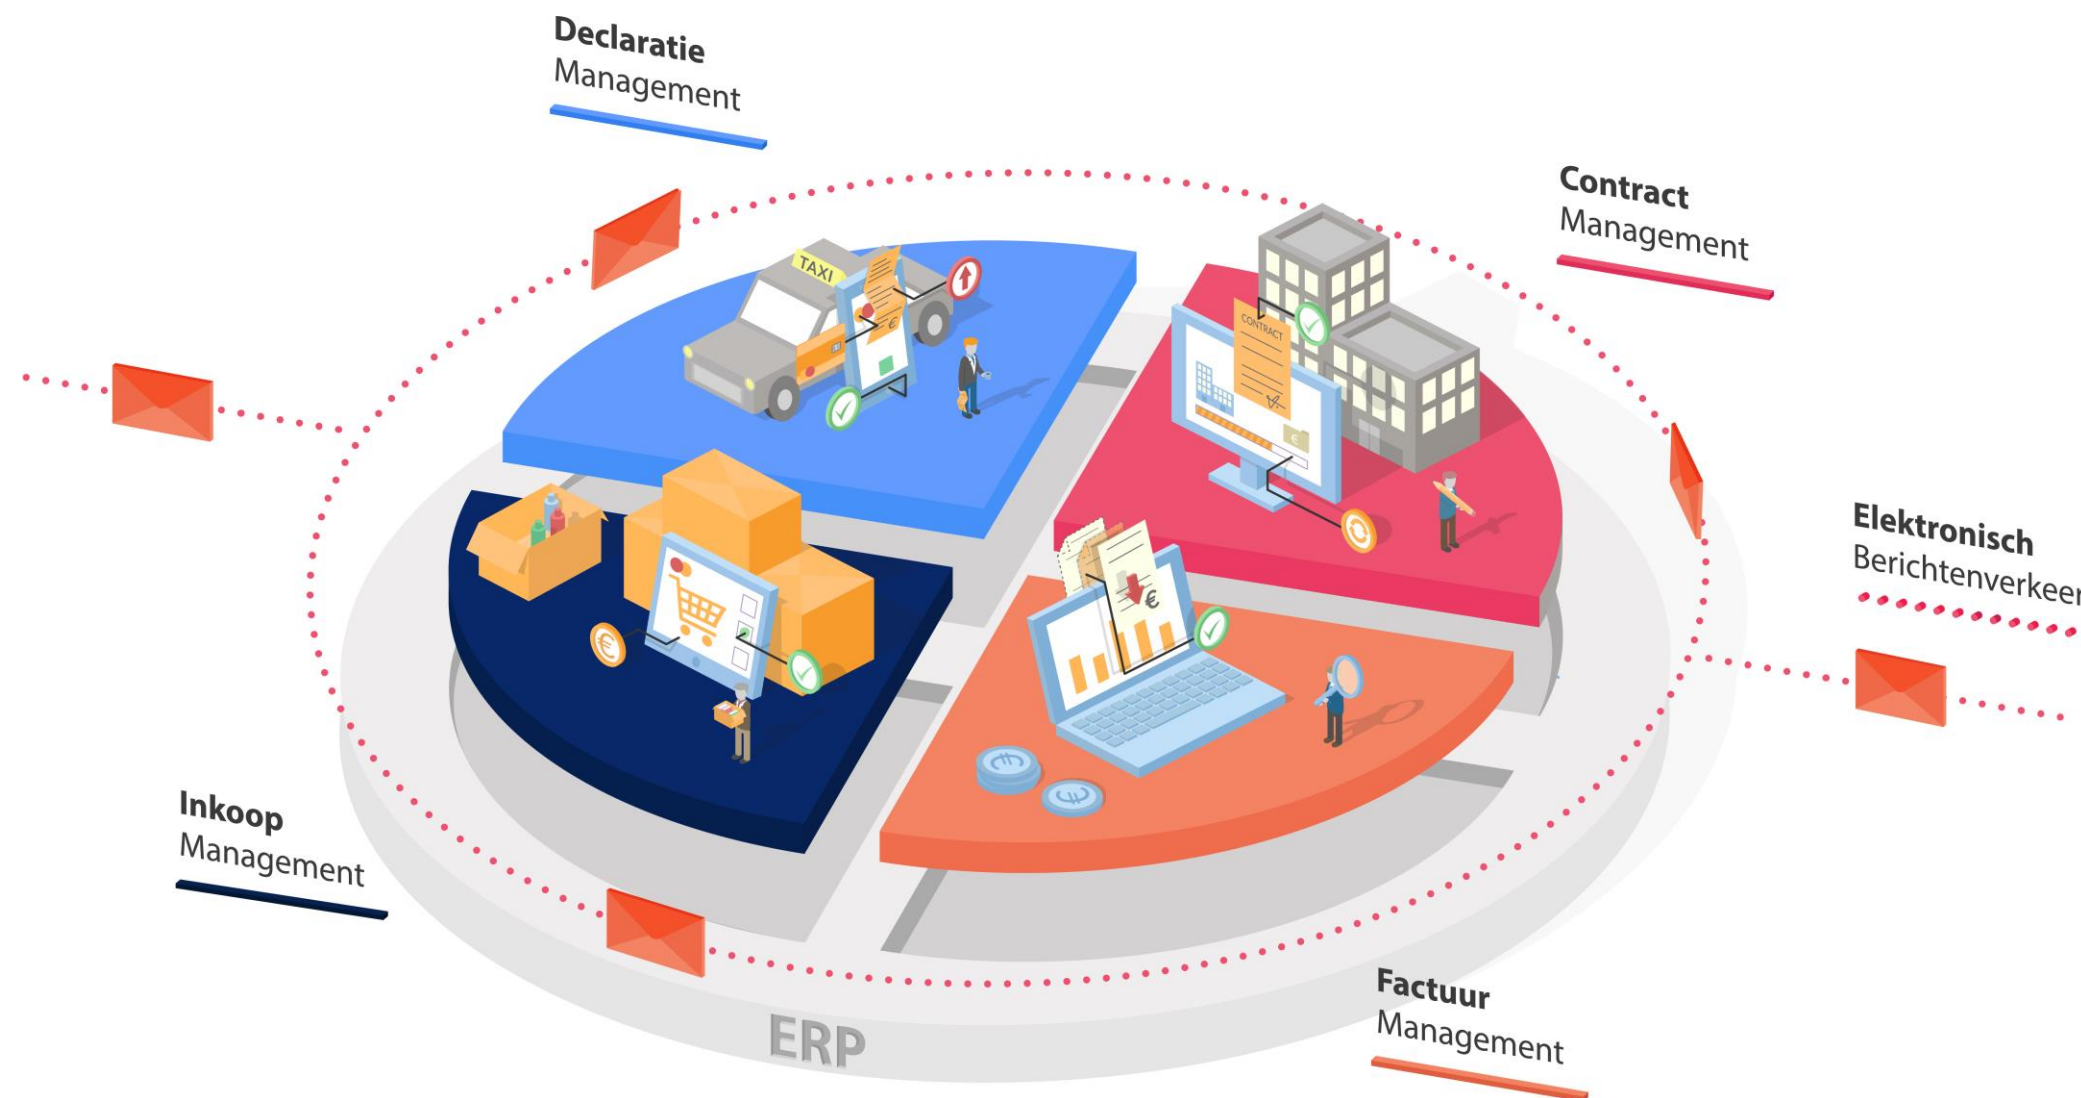 Declaratie
Management
Contract
Management
TAXI
CONTRACT
€
€
€
€
Elektronisch
Berichtenverkeer
Inkoop
Management
Factuur
Management
ERP